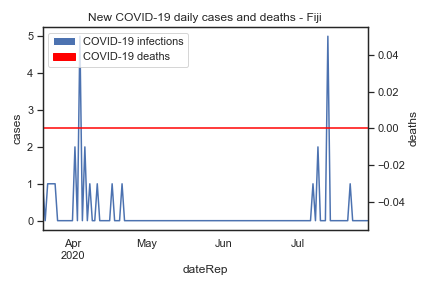 New COVID-19 daily cases and deaths - Fiji
COVID-19 infections
COVID-19 deaths
5
4
3
2
1
0
cases
0.04
0.02
0.00
−0.02
−0.04
deaths
Apr
2020
May
Jun
Jul
dateRep